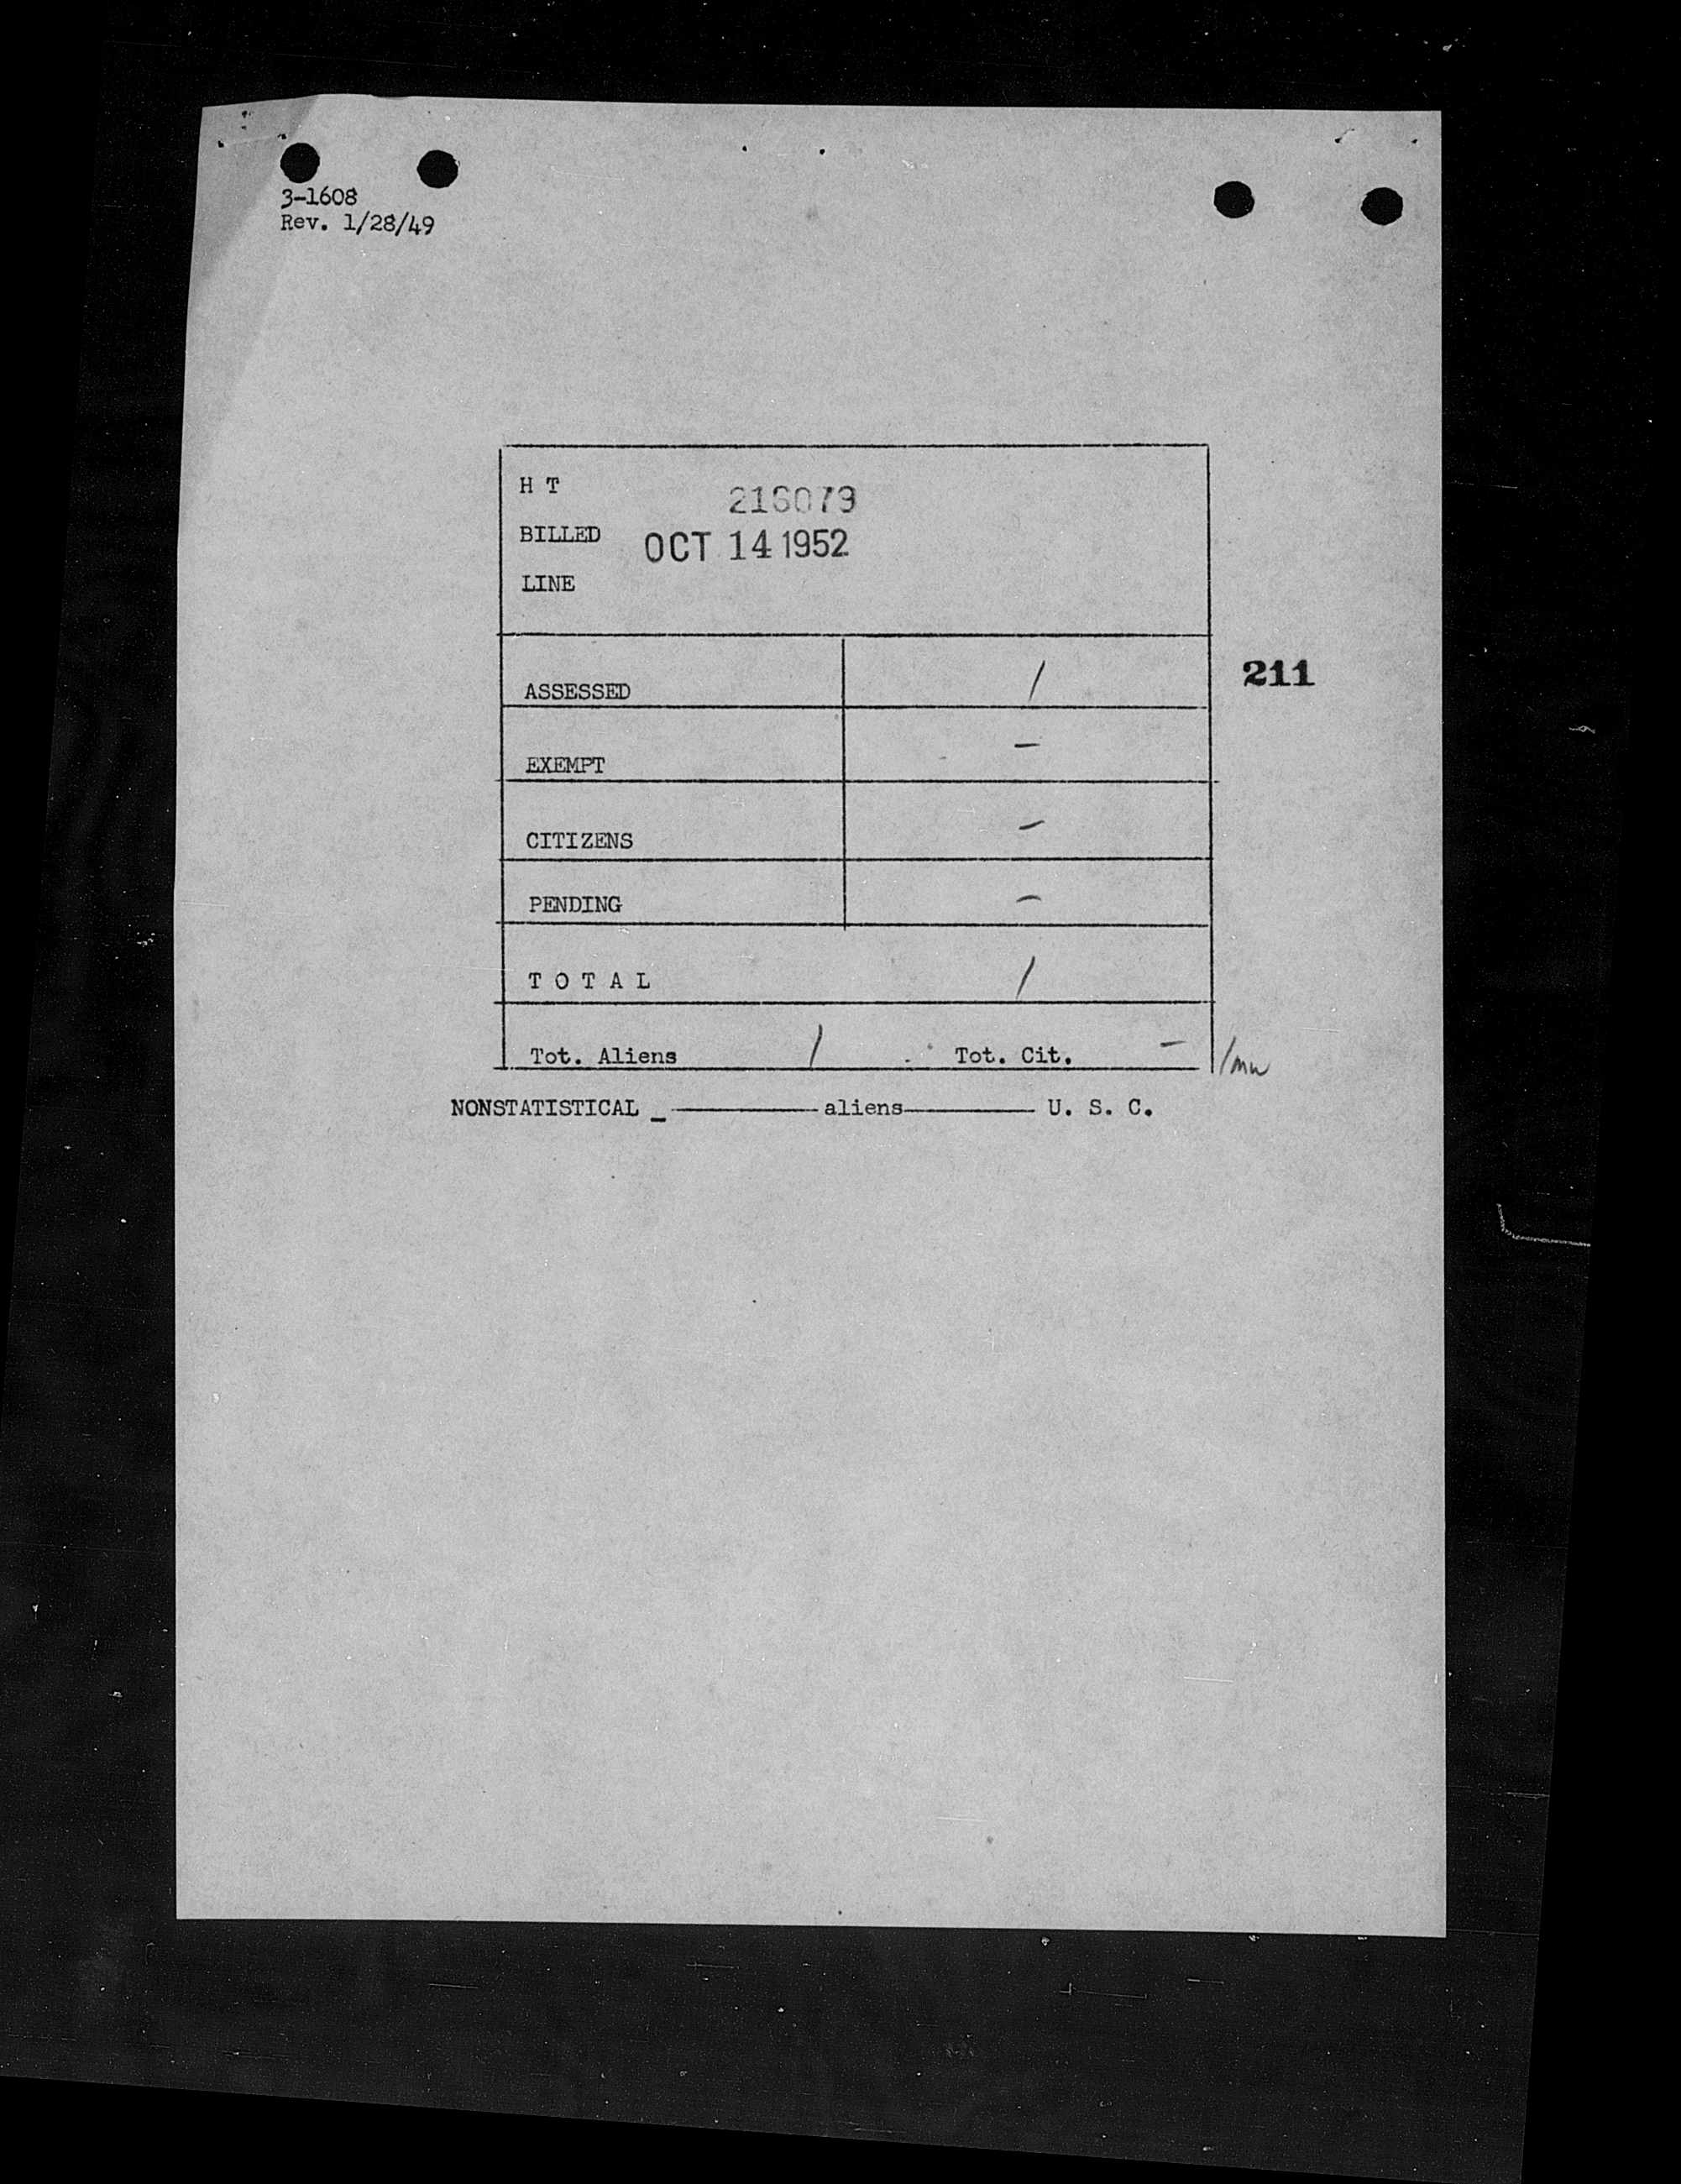 3-1608
Rev. 1/28/49
H T
BILLED OCT 14 1952
LINE
211
ASSESSED /
EXEMPT –
CITIZENS –
PENDING –
T O T A L /
Tot. Aliens / Tot. Cit. –
NONSTATISTICAL _ ———— aliens ———— U. S. C.